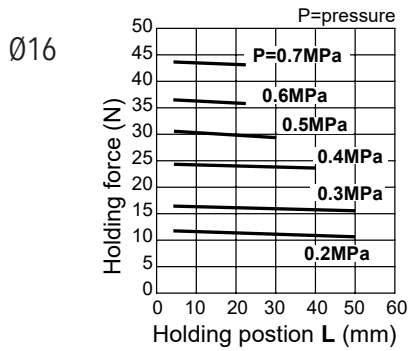 P=pressure
Ø16
50
45
40
35
30
25
20
15
10
5
0
Holding force (N)
P=0.7MPa
0.6MPa
0.5MPa
0.4MPa
0.3MPa
0.2MPa
0 10 20 30 40 50 60
Holding postion L (mm)